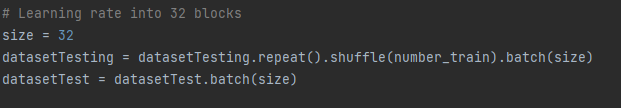 # Learning rate into 32 blocks
size = 32
datasetTesting = datasetTesting.repeat().shuffle(number_train).batch(size)
datasetTest = datasetTest.batch(size)